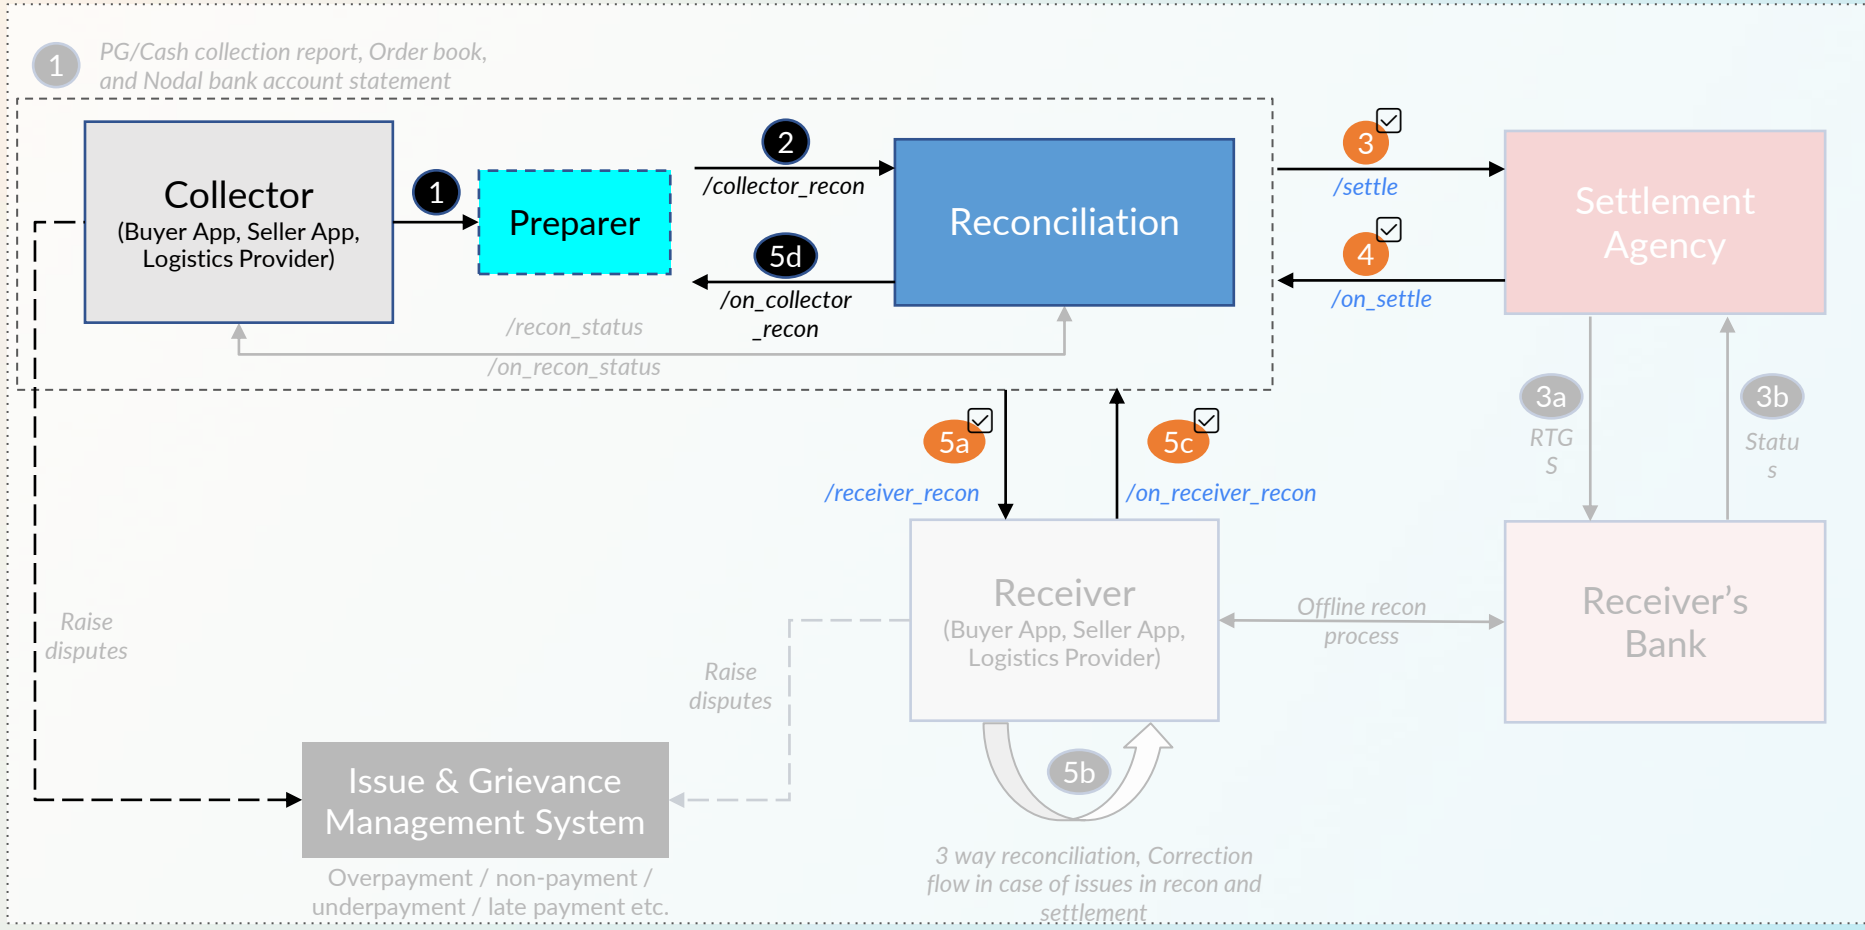 1
PG/Cash collection report, Order book,
and Nodal bank account statement
Collector
(Buyer App, Seller App,
Logistics Provider)
1
Preparer
2
/collector_recon
5d
/on_collector
_recon
Reconciliation
3
/settle
4
/on_settle
Settlement
Agency
/recon_status
/on_recon_status
5a
/receiver_recon
5c
/on_receiver_recon
3a
RTG
S
3b
Statu
s
Receiver
(Buyer App, Seller App,
Logistics Provider)
Offline recon
process
Receiver’s
Bank
Raise
disputes
Raise
disputes
5b
Issue & Grievance
Management System
Overpayment / non-payment /
underpayment / late payment etc.
3 way reconciliation, Correction
flow in case of issues in recon and
settlement